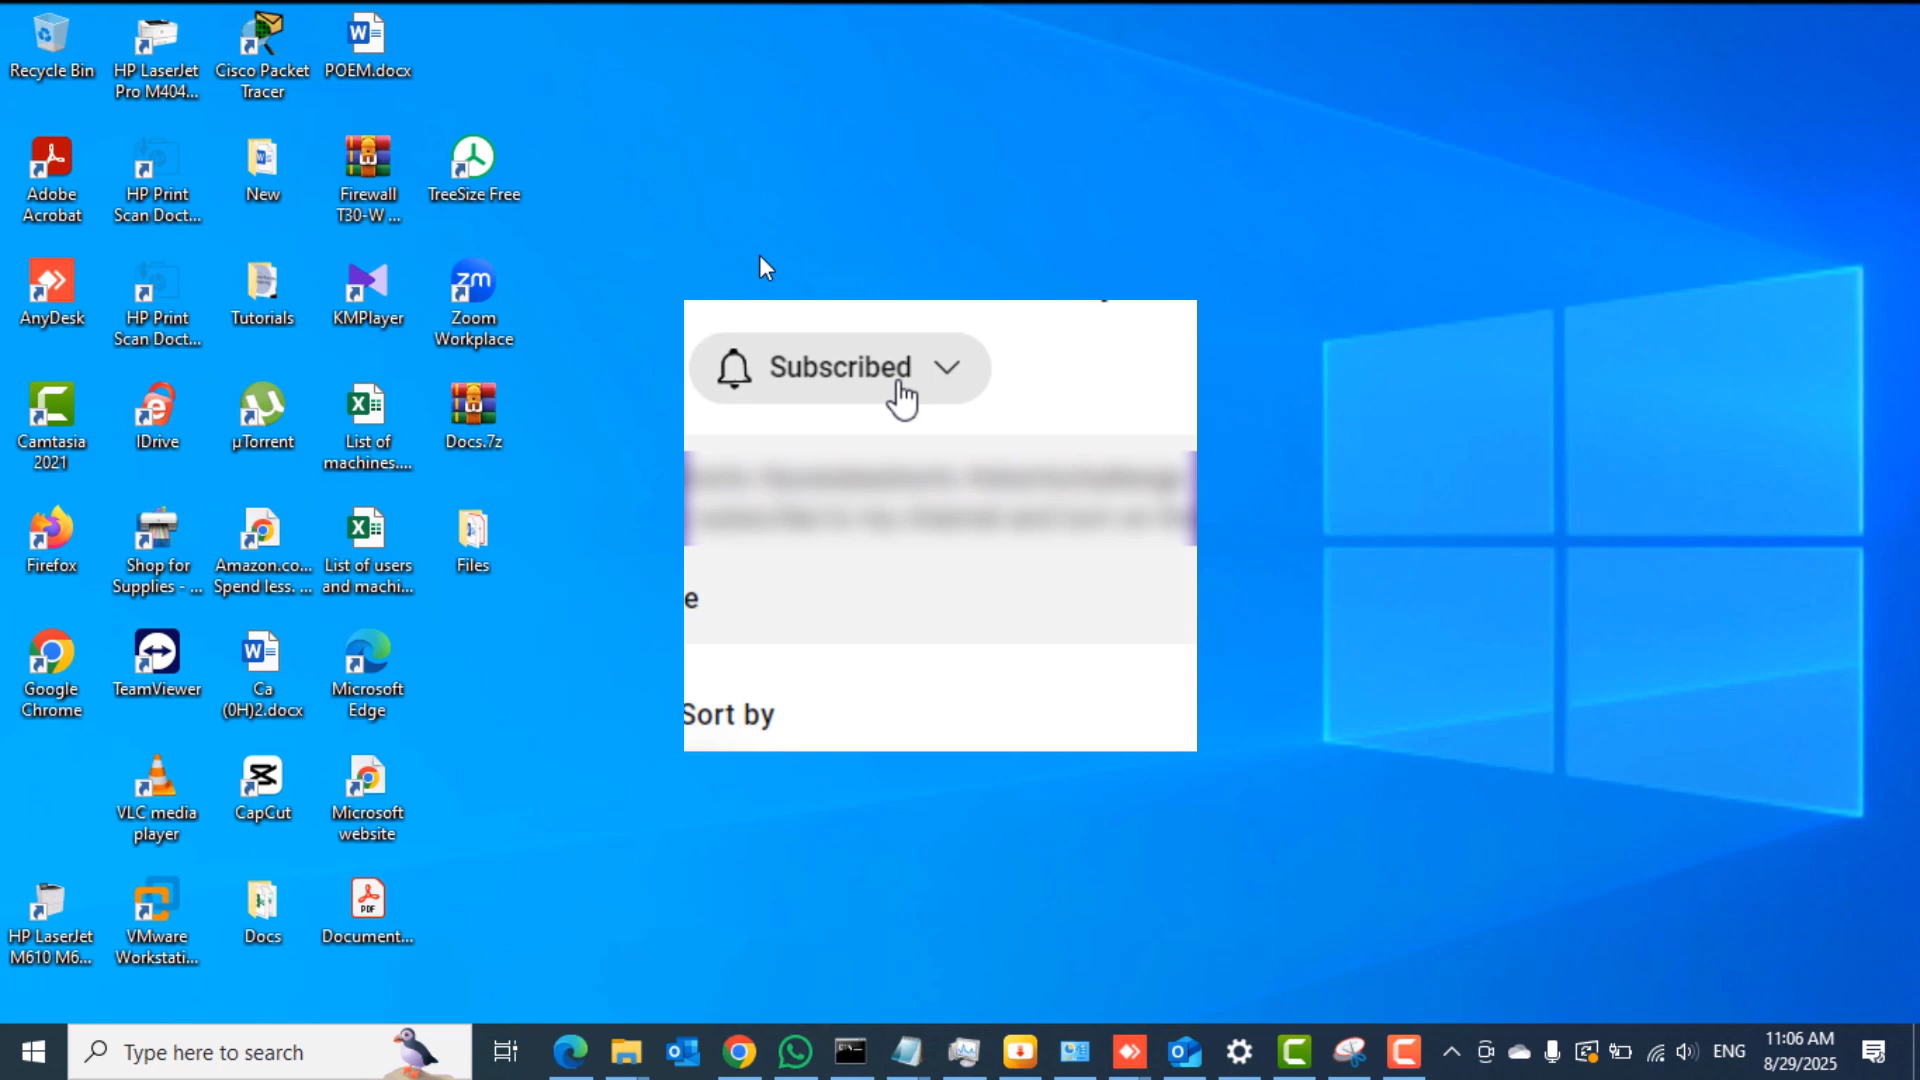 Recycle Bin
HP LaserJet
Pro M404...
Cisco Packet
Tracer
POEM.docx
Adobe
Acrobat
HP Print
Scan Doct...
New
Firewall
T30-W ...
TreeSize Free
AnyDesk
HP Print
Scan Doct...
Tutorials
KMPlayer
zm
Zoom
Workplace
Camtasia
2021
IDrive
µTorrent
List of
machines....
Docs.7z
Firefox
Shop for
Supplies - ...
Amazon.co...
Spend less. ...
List of users
and machi...
Files
Google
Chrome
TeamViewer
Ca
(0H)2.docx
Microsoft
Edge
VLC media
player
CapCut
Microsoft
website
HP LaserJet
M610 M6...
VMware
Workstati...
Docs
PDF
Document...
Subscribed
e
Sort by
Type here to search
ENG
11:06 AM
8/29/2025